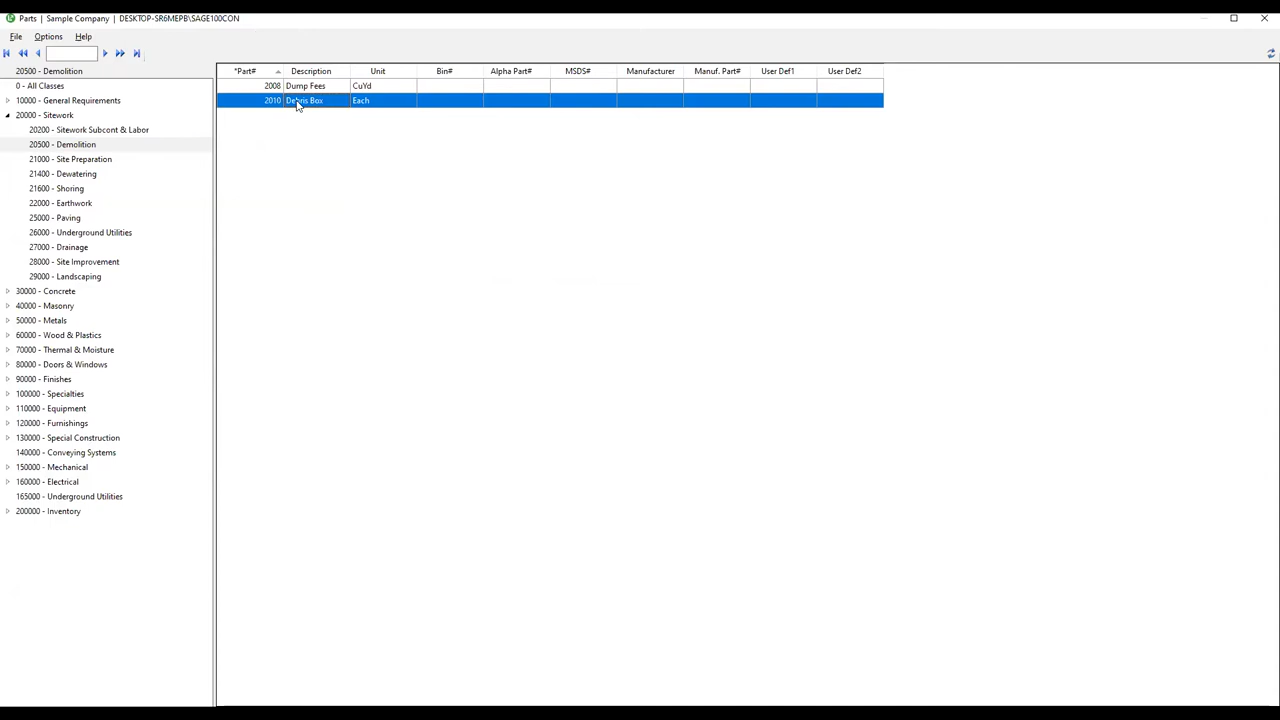 Parts | Sample Company | DESKTOP-SR6MEPB\SAGE100CON
File Options Help
20500 - Demolition
0 - All Classes
10000 - General Requirements
20000 - Sitework
20200 - Sitework Subcont & Labor
20500 - Demolition
21000 - Site Preparation
21400 - Dewatering
21600 - Shoring
22000 - Earthwork
25000 - Paving
26000 - Underground Utilities
27000 - Drainage
28000 - Site Improvement
29000 - Landscaping
30000 - Concrete
40000 - Masonry
50000 - Metals
60000 - Wood & Plastics
70000 - Thermal & Moisture
80000 - Doors & Windows
90000 - Finishes
100000 - Specialties
110000 - Equipment
120000 - Furnishings
130000 - Special Construction
140000 - Conveying Systems
150000 - Mechanical
160000 - Electrical
165000 - Underground Utilities
200000 - Inventory
*Part# Description Unit Bin# Alpha Part# MSDS# Manufacturer Manuf. Part# User Def1 User Def2
2008 Dump Fees CuYd
2010 Debris Box Each